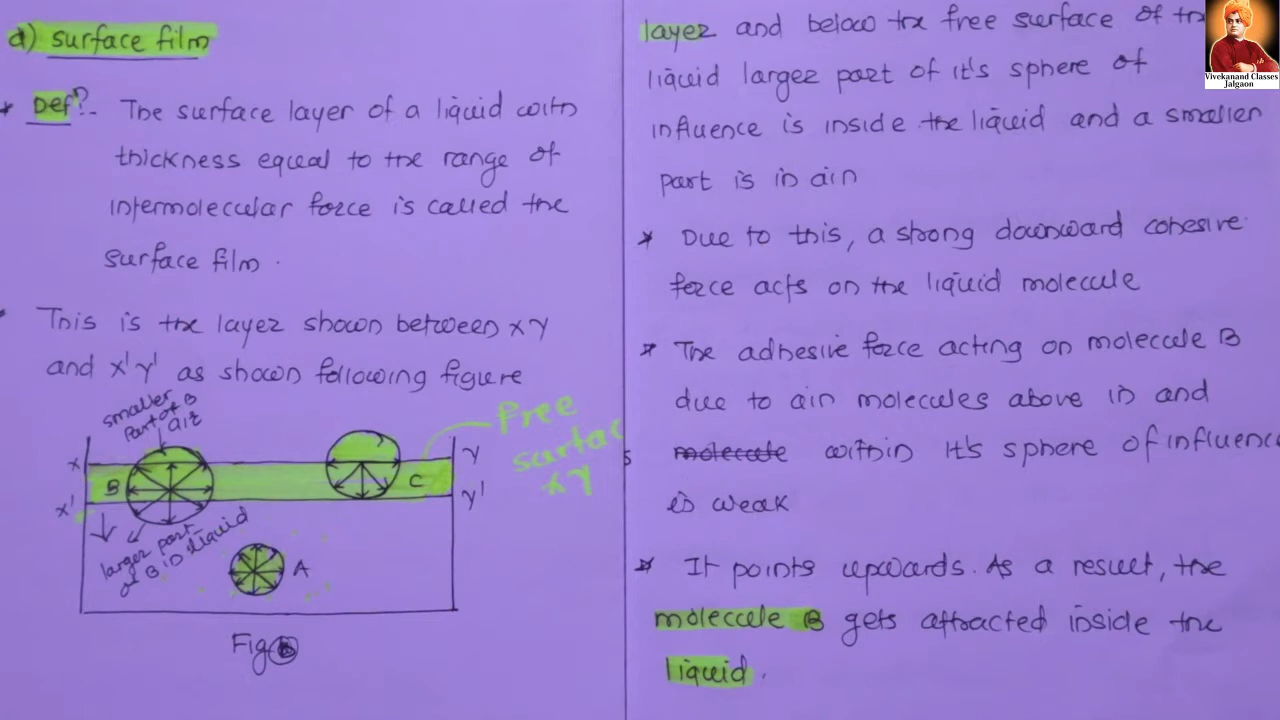 d) surface film
* Defⁿ:- The surface layer of a liquid with
thickness equal to the range of
intermolecular force is called the
surface film.
• This is the layer shown between XY
and X'Y' as shown following figure
smaller
part of B
air
Free
surfac
XY
X
Y
B
C
X'
Y'
larger part
of B in liquid
A
Fig b
layer and below the free surface of the
liquid larger part of it's sphere of
influence is inside the liquid and a smaller
part is in air
* Due to this, a strong downward cohesive
force acts on the liquid molecule
* The adhesive force acting on molecule B
due to air molecules above in and
molecule within it's sphere of influence
is weak
* It points upwards. As a result, the
molecule B gets attracted inside the
liquid.
Vivekanand Classes
Jalgaon